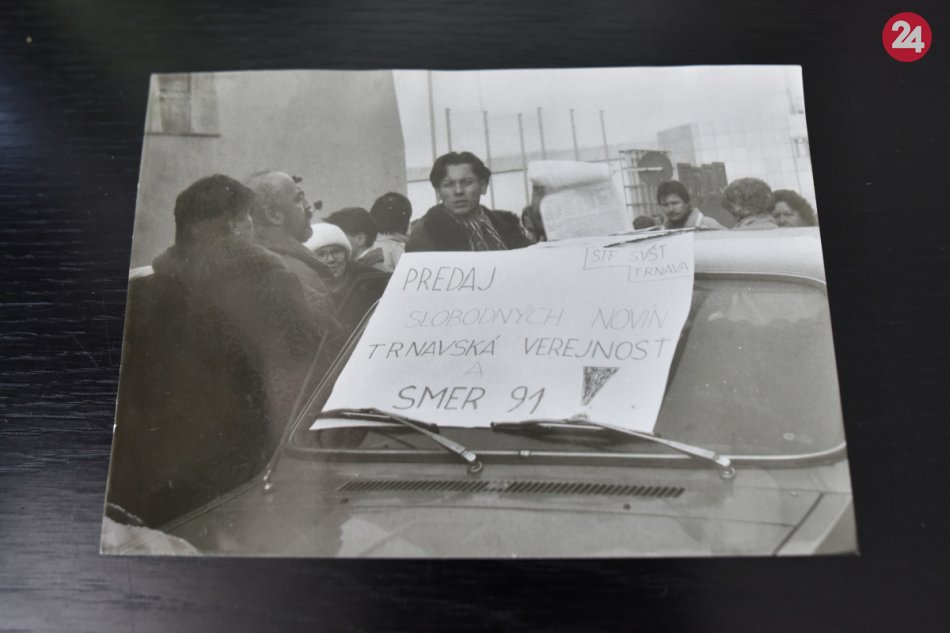 24
STF SVŠT
TRNAVA
PREDAJ
SLOBODNÝCH NOVÍN
TRNAVSKÁ VEREJNOSŤ
A
SMER 91